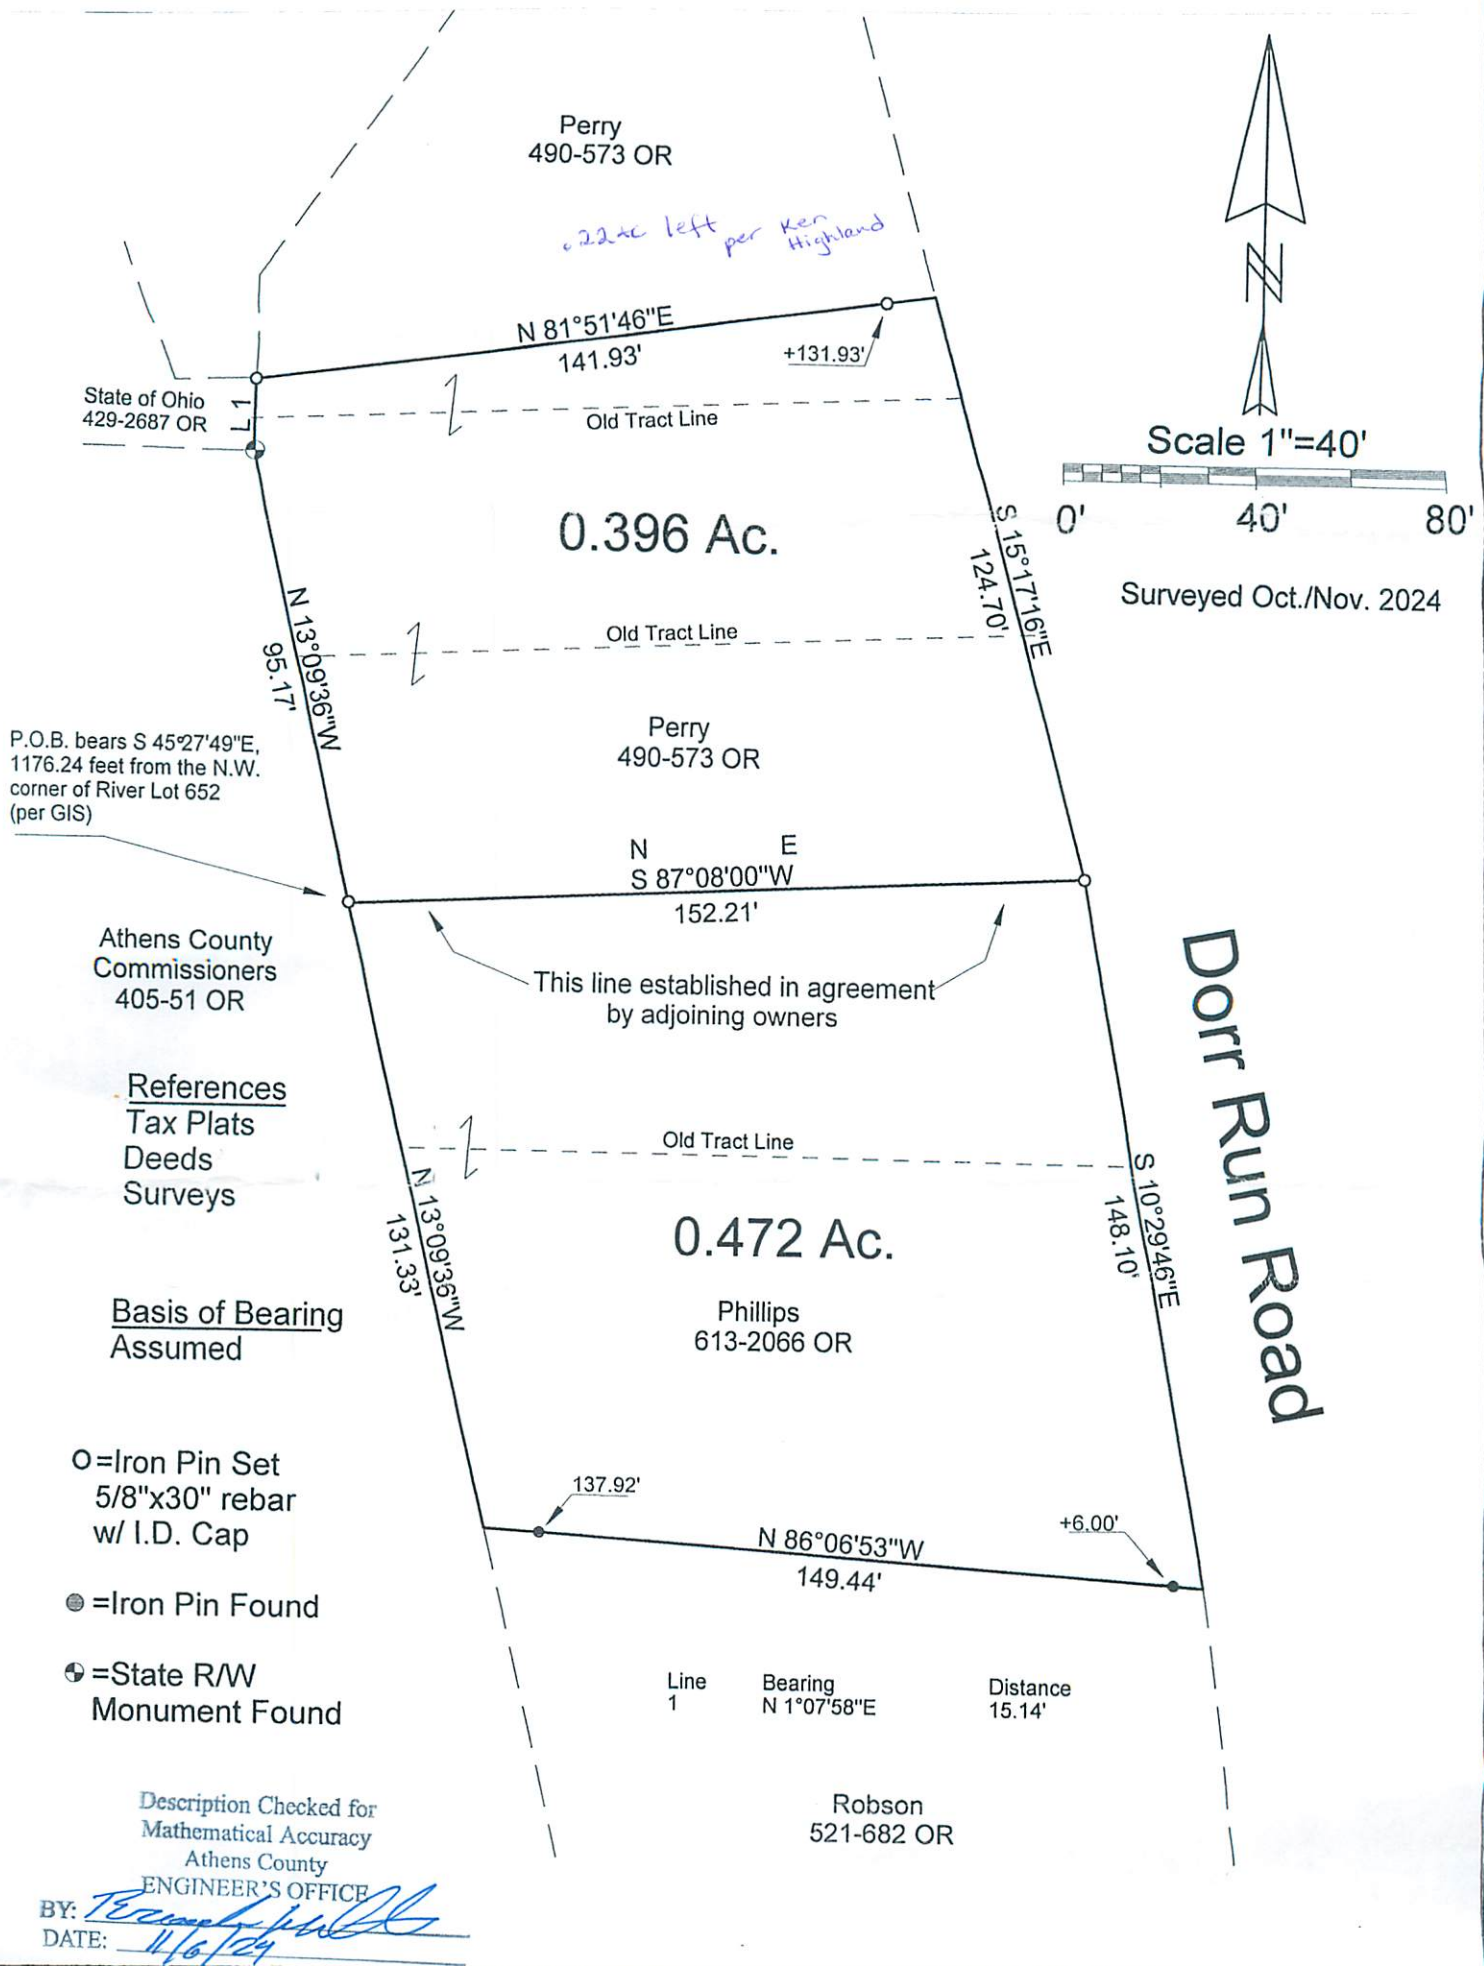 Perry
490-573 OR
.22 ac left per Ken
Highland
N
N 81°51'46"E
141.93'
+131.93'
State of Ohio
429-2687 OR
L 1
Old Tract Line
Scale 1"=40'
0' 40' 80'
0.396 Ac.
S 15°17'16"E
124.70'
Surveyed Oct./Nov. 2024
N 13°09'36"W
95.17'
Old Tract Line
Perry
490-573 OR
P.O.B. bears S 45°27'49"E,
1176.24 feet from the N.W.
corner of River Lot 652
(per GIS)
N E
S 87°08'00"W
152.21'
Athens County
Commissioners
405-51 OR
This line established in agreement
by adjoining owners
Dorr Run Road
References
Tax Plats
Deeds
Surveys
Old Tract Line
N 13°09'36"W
131.33'
0.472 Ac.
S 10°29'46"E
148.10'
Phillips
613-2066 OR
Basis of Bearing
Assumed
O=Iron Pin Set
5/8"x30" rebar
w/ I.D. Cap
137.92'
+6.00'
N 86°06'53"W
149.44'
=Iron Pin Found
=State R/W
Monument Found
Line Bearing Distance
1 N 1°07'58"E 15.14'
Robson
521-682 OR
Description Checked for
Mathematical Accuracy
Athens County
ENGINEER'S OFFICE
BY:
DATE: 11/6/24